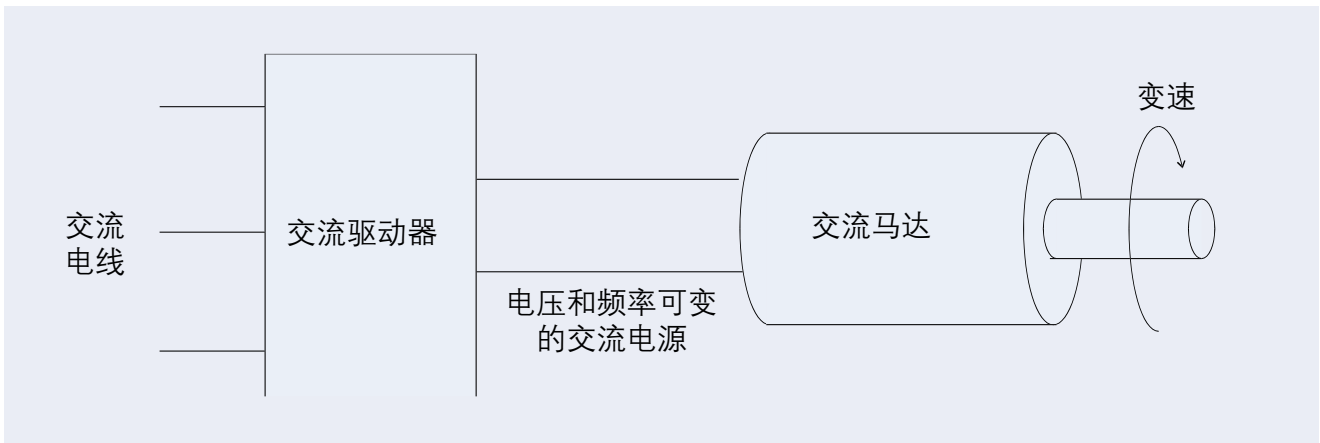 变速
交流
电线
交流驱动器
交流马达
电压和频率可变
的交流电源